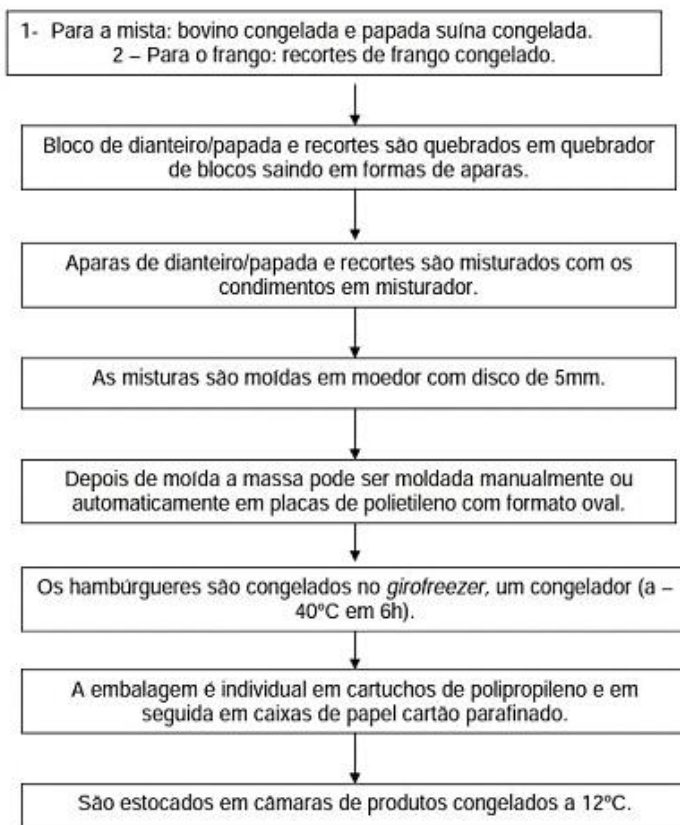 1- Para a mista: bovino congelada e papada suína congelada.
2 – Para o frango: recortes de frango congelado.
Bloco de dianteiro/papada e recortes são quebrados em quebrador
de blocos saindo em formas de aparas.
Aparas de dianteiro/papada e recortes são misturados com os
condimentos em misturador.
As misturas são moídas em moedor com disco de 5mm.
Depois de moída a massa pode ser moldada manualmente ou
automaticamente em placas de polietileno com formato oval.
Os hambúrgueres são congelados no girofreezer, um congelador (a –
40ºC em 6h).
A embalagem é individual em cartuchos de polipropileno e em
seguida em caixas de papel cartão parafinado.
São estocados em câmaras de produtos congelados a 12ºC.